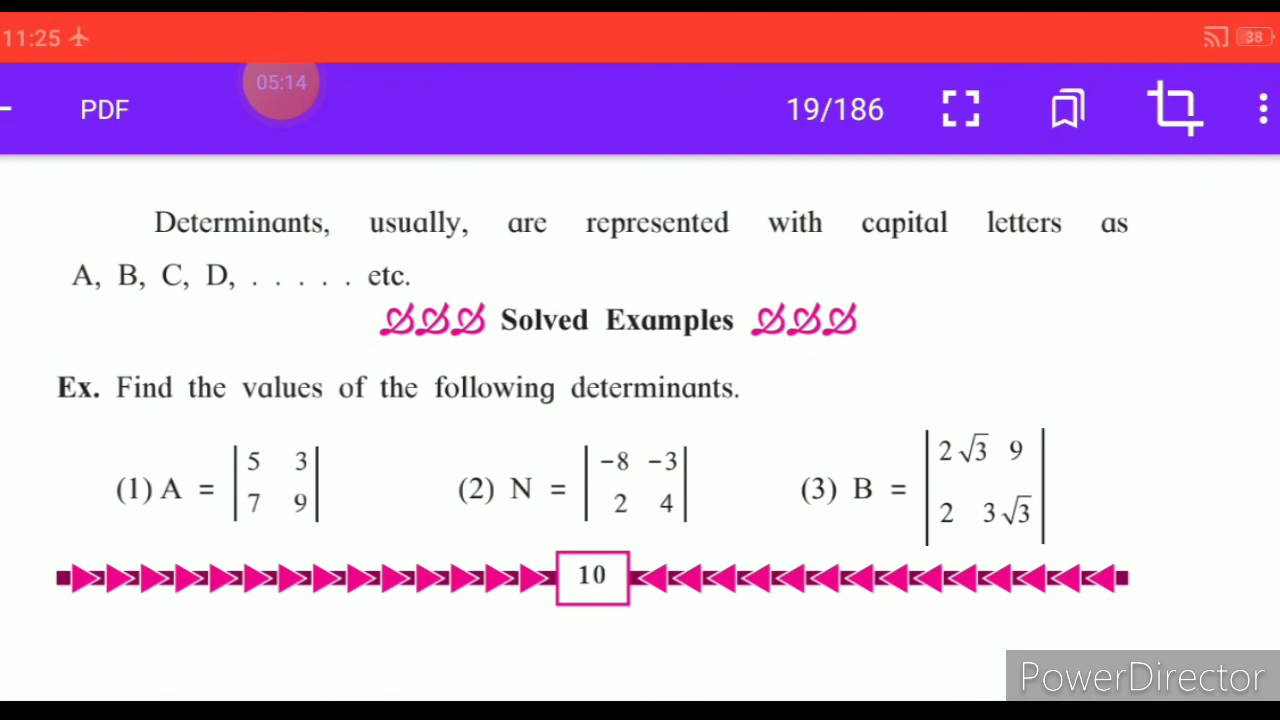 11:25
38
05:14
PDF
19/186
Determinants, usually, are represented with capital letters as
A, B, C, D, . . . . . etc.
Solved Examples
Ex. Find the values of the following determinants.
(1) A = | 5 3 | (2) N = | -8 -3 | (3) B = | 2√3 9 |
| 7 9 | | 2 4 | | 2 3√3 |
10
PowerDirector